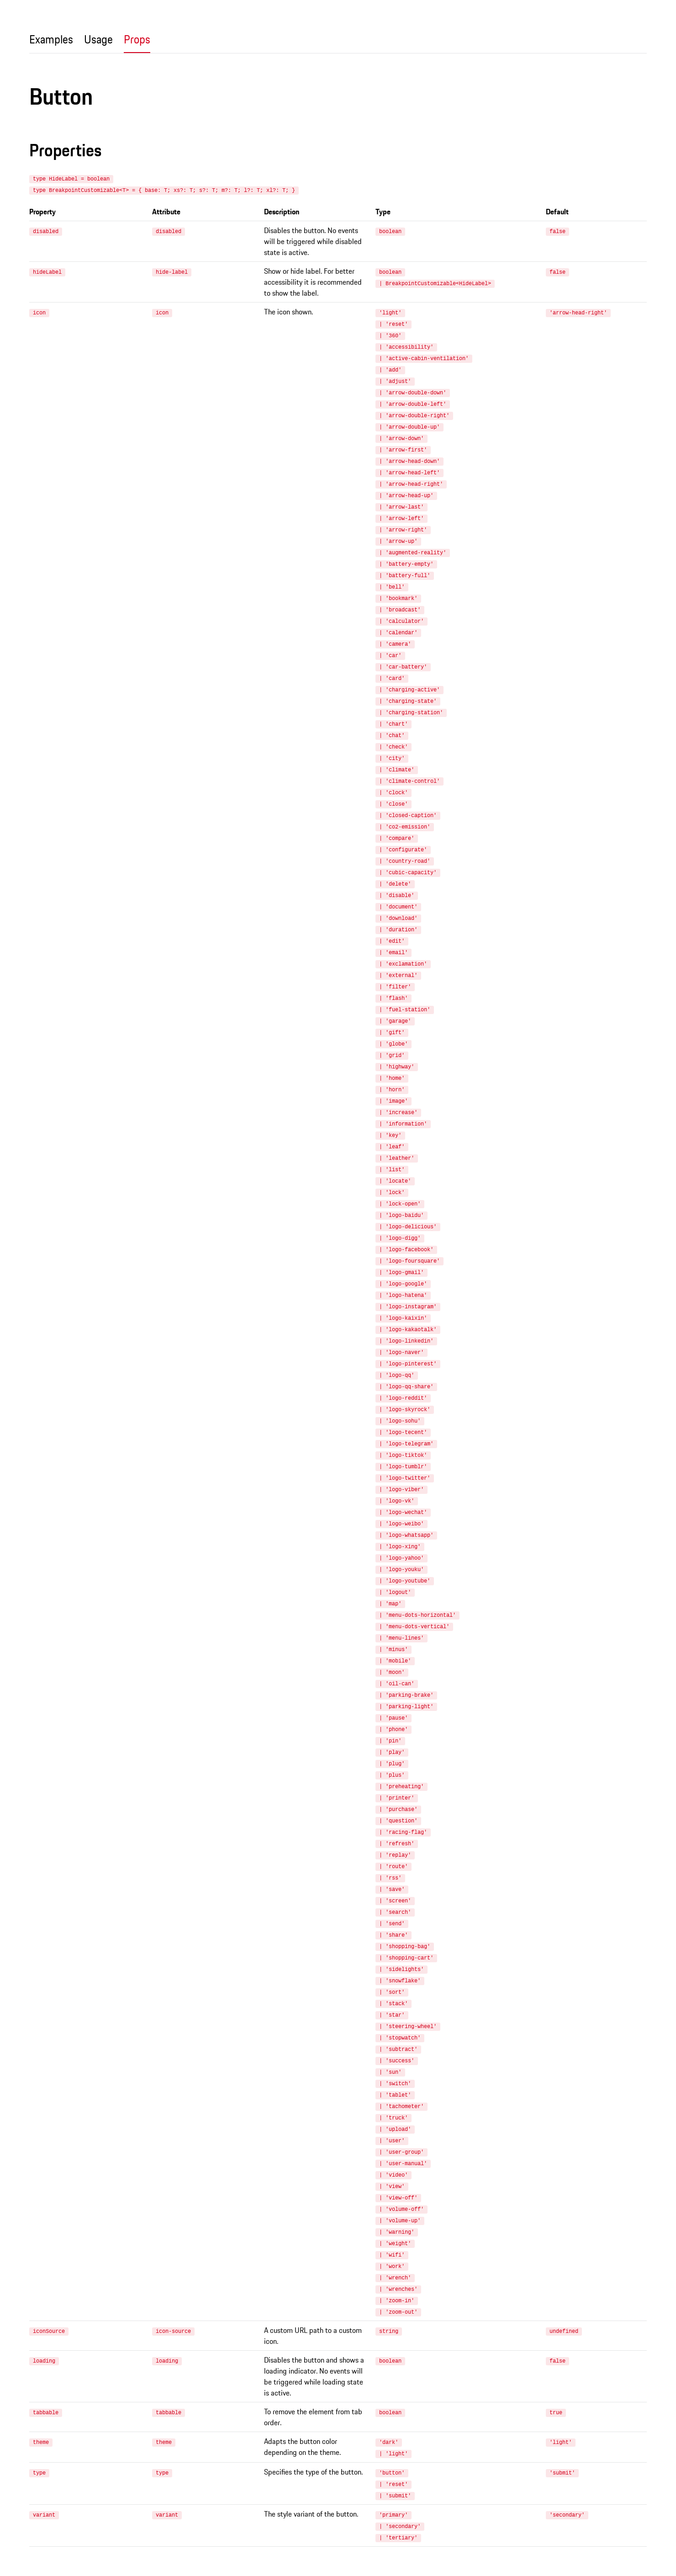 Examples Usage Props
Button
Properties
type HideLabel = boolean
type BreakpointCustomizable<T> = { base: T; xs?: T; s?: T; m?: T; l?: T; xl?: T; }
Property Attribute Description Type Default
disabled disabled Disables the button. No events boolean false
will be triggered while disabled
state is active.
hideLabel hide-label Show or hide label. For better boolean false
accessibility it is recommended | BreakpointCustomizable<HideLabel>
to show the label.
icon icon The icon shown. 'light' 'arrow-head-right'
| 'reset'
| '360'
| 'accessibility'
| 'active-cabin-ventilation'
| 'add'
| 'adjust'
| 'arrow-double-down'
| 'arrow-double-left'
| 'arrow-double-right'
| 'arrow-double-up'
| 'arrow-down'
| 'arrow-first'
| 'arrow-head-down'
| 'arrow-head-left'
| 'arrow-head-right'
| 'arrow-head-up'
| 'arrow-last'
| 'arrow-left'
| 'arrow-right'
| 'arrow-up'
| 'augmented-reality'
| 'battery-empty'
| 'battery-full'
| 'bell'
| 'bookmark'
| 'broadcast'
| 'calculator'
| 'calendar'
| 'camera'
| 'car'
| 'car-battery'
| 'card'
| 'charging-active'
| 'charging-state'
| 'charging-station'
| 'chart'
| 'chat'
| 'check'
| 'city'
| 'climate'
| 'climate-control'
| 'clock'
| 'close'
| 'closed-caption'
| 'co2-emission'
| 'compare'
| 'configurate'
| 'country-road'
| 'cubic-capacity'
| 'delete'
| 'disable'
| 'document'
| 'download'
| 'duration'
| 'edit'
| 'email'
| 'exclamation'
| 'external'
| 'filter'
| 'flash'
| 'fuel-station'
| 'garage'
| 'gift'
| 'globe'
| 'grid'
| 'highway'
| 'home'
| 'horn'
| 'image'
| 'increase'
| 'information'
| 'key'
| 'leaf'
| 'leather'
| 'list'
| 'locate'
| 'lock'
| 'lock-open'
| 'logo-baidu'
| 'logo-delicious'
| 'logo-digg'
| 'logo-facebook'
| 'logo-foursquare'
| 'logo-gmail'
| 'logo-google'
| 'logo-hatena'
| 'logo-instagram'
| 'logo-kaixin'
| 'logo-kakaotalk'
| 'logo-linkedin'
| 'logo-naver'
| 'logo-pinterest'
| 'logo-qq'
| 'logo-qq-share'
| 'logo-reddit'
| 'logo-skyrock'
| 'logo-sohu'
| 'logo-tecent'
| 'logo-telegram'
| 'logo-tiktok'
| 'logo-tumblr'
| 'logo-twitter'
| 'logo-viber'
| 'logo-vk'
| 'logo-wechat'
| 'logo-weibo'
| 'logo-whatsapp'
| 'logo-xing'
| 'logo-yahoo'
| 'logo-youku'
| 'logo-youtube'
| 'logout'
| 'map'
| 'menu-dots-horizontal'
| 'menu-dots-vertical'
| 'menu-lines'
| 'minus'
| 'mobile'
| 'moon'
| 'oil-can'
| 'parking-brake'
| 'parking-light'
| 'pause'
| 'phone'
| 'pin'
| 'play'
| 'plug'
| 'plus'
| 'preheating'
| 'printer'
| 'purchase'
| 'question'
| 'racing-flag'
| 'refresh'
| 'replay'
| 'route'
| 'rss'
| 'save'
| 'screen'
| 'search'
| 'send'
| 'share'
| 'shopping-bag'
| 'shopping-cart'
| 'sidelights'
| 'snowflake'
| 'sort'
| 'stack'
| 'star'
| 'steering-wheel'
| 'stopwatch'
| 'subtract'
| 'success'
| 'sun'
| 'switch'
| 'tablet'
| 'tachometer'
| 'truck'
| 'upload'
| 'user'
| 'user-group'
| 'user-manual'
| 'video'
| 'view'
| 'view-off'
| 'volume-off'
| 'volume-up'
| 'warning'
| 'weight'
| 'wifi'
| 'work'
| 'wrench'
| 'wrenches'
| 'zoom-in'
| 'zoom-out'
iconSource icon-source A custom URL path to a custom string undefined
icon.
loading loading Disables the button and shows a boolean false
loading indicator. No events will
be triggered while loading state
is active.
tabbable tabbable To remove the element from tab boolean true
order.
theme theme Adapts the button color 'dark' 'light'
depending on the theme. | 'light'
type type Specifies the type of the button. 'button' 'submit'
| 'reset'
| 'submit'
variant variant The style variant of the button. 'primary' 'secondary'
| 'secondary'
| 'tertiary'